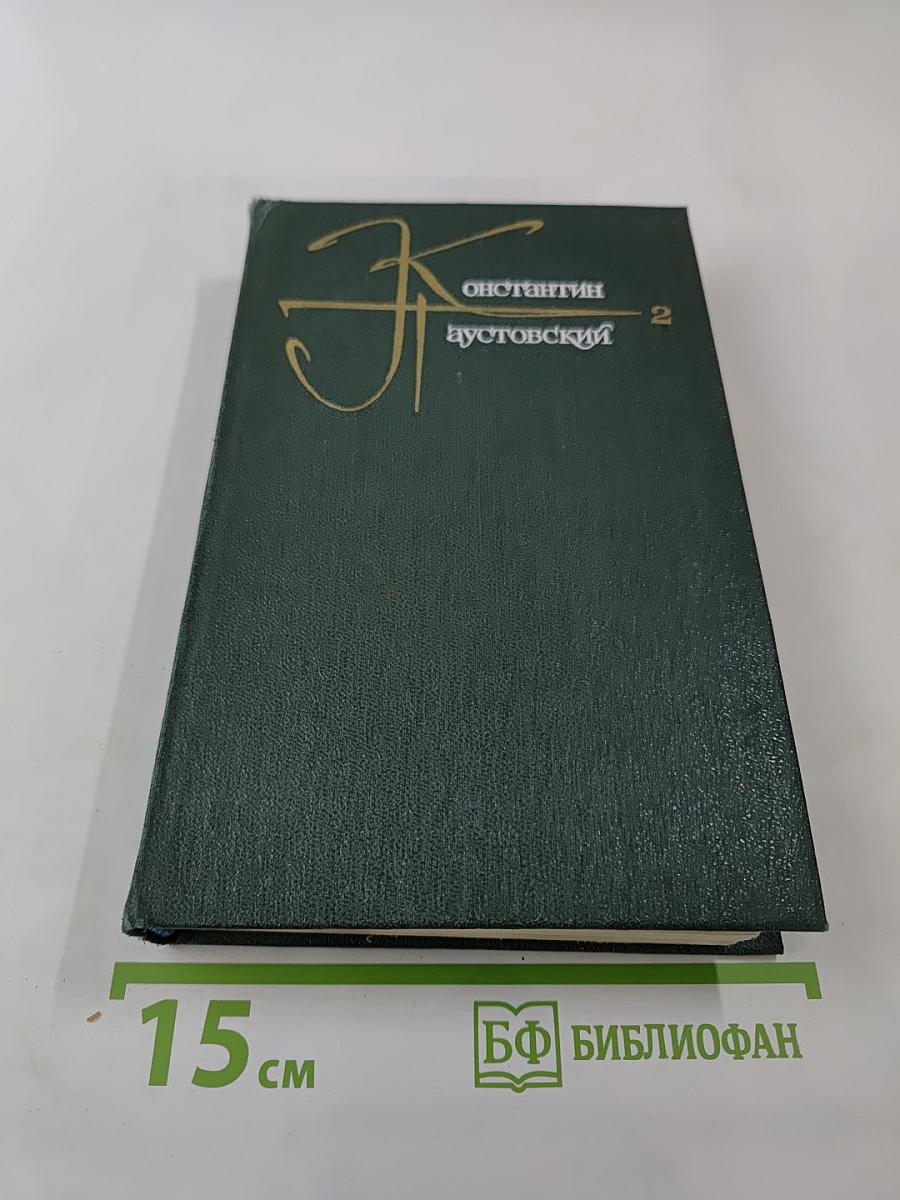 Константин
2
Паустовский
15 см
БФ БИБЛИОФАН